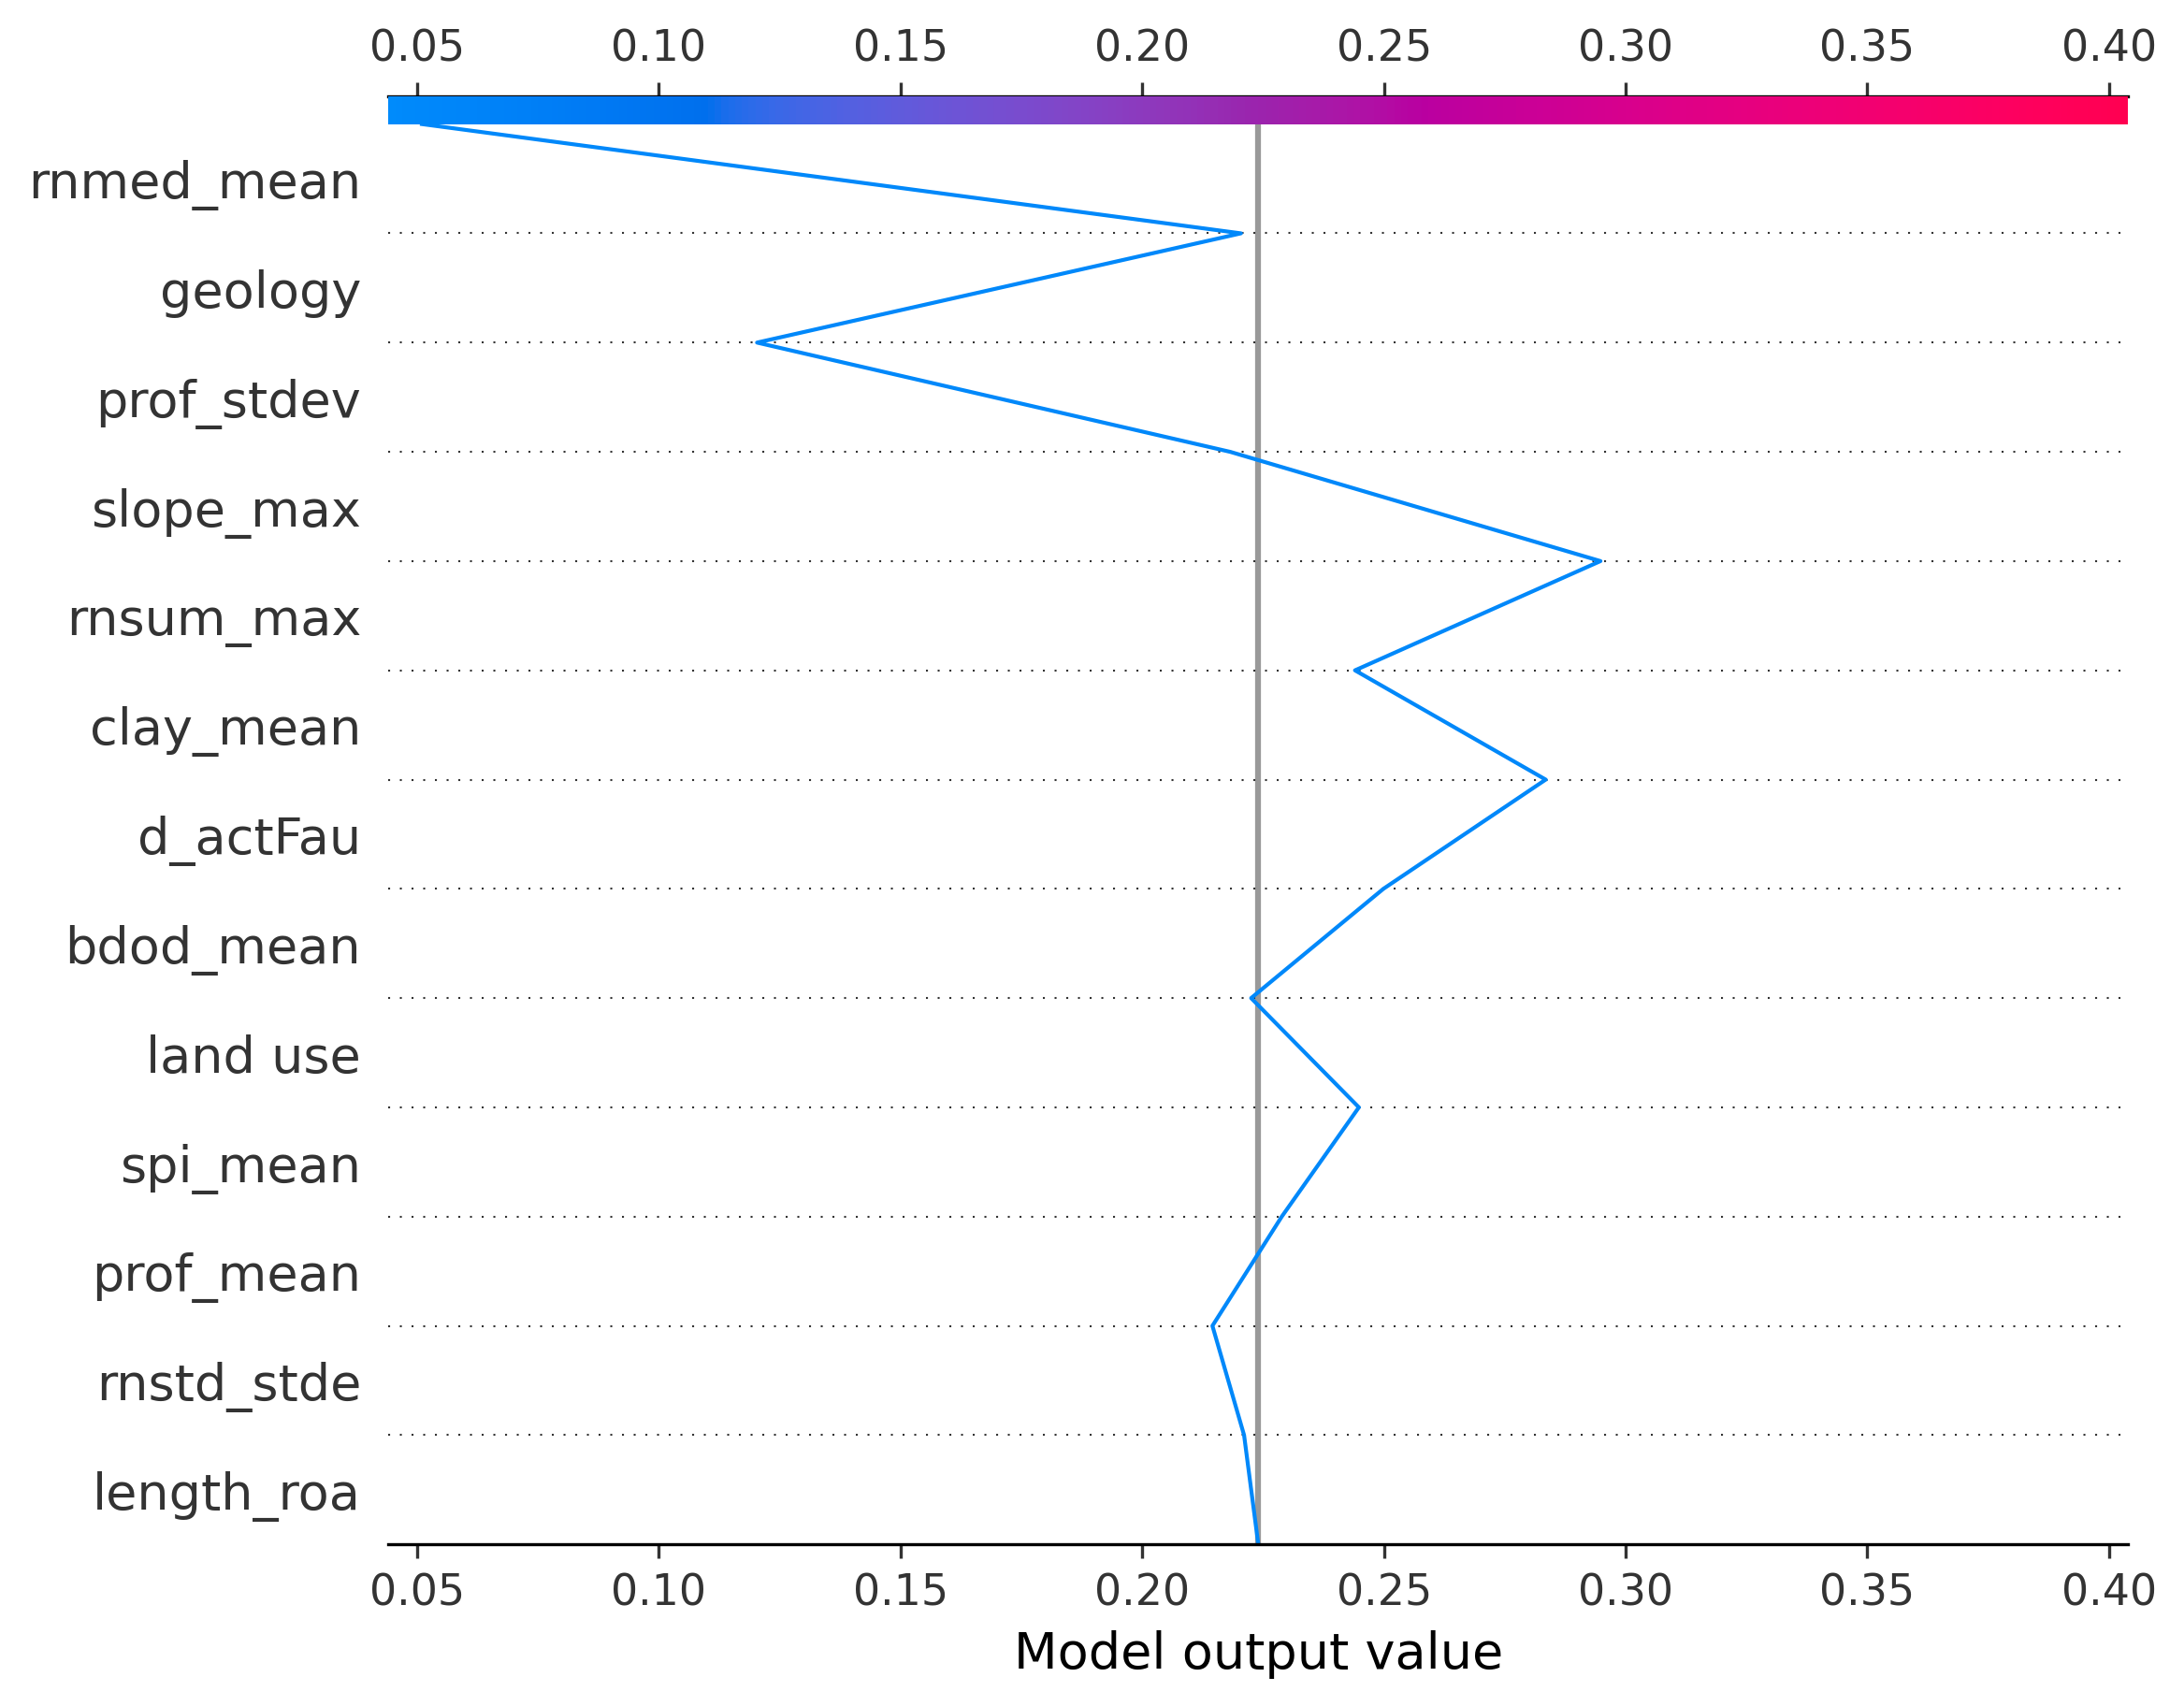 0.05 0.10 0.15 0.20 0.25 0.30 0.35 0.40
rnmed_mean
geology
prof_stdev
slope_max
rnsum_max
clay_mean
d_actFau
bdod_mean
land use
spi_mean
prof_mean
rnstd_stde
length_roa
0.05 0.10 0.15 0.20 0.25 0.30 0.35 0.40
Model output value